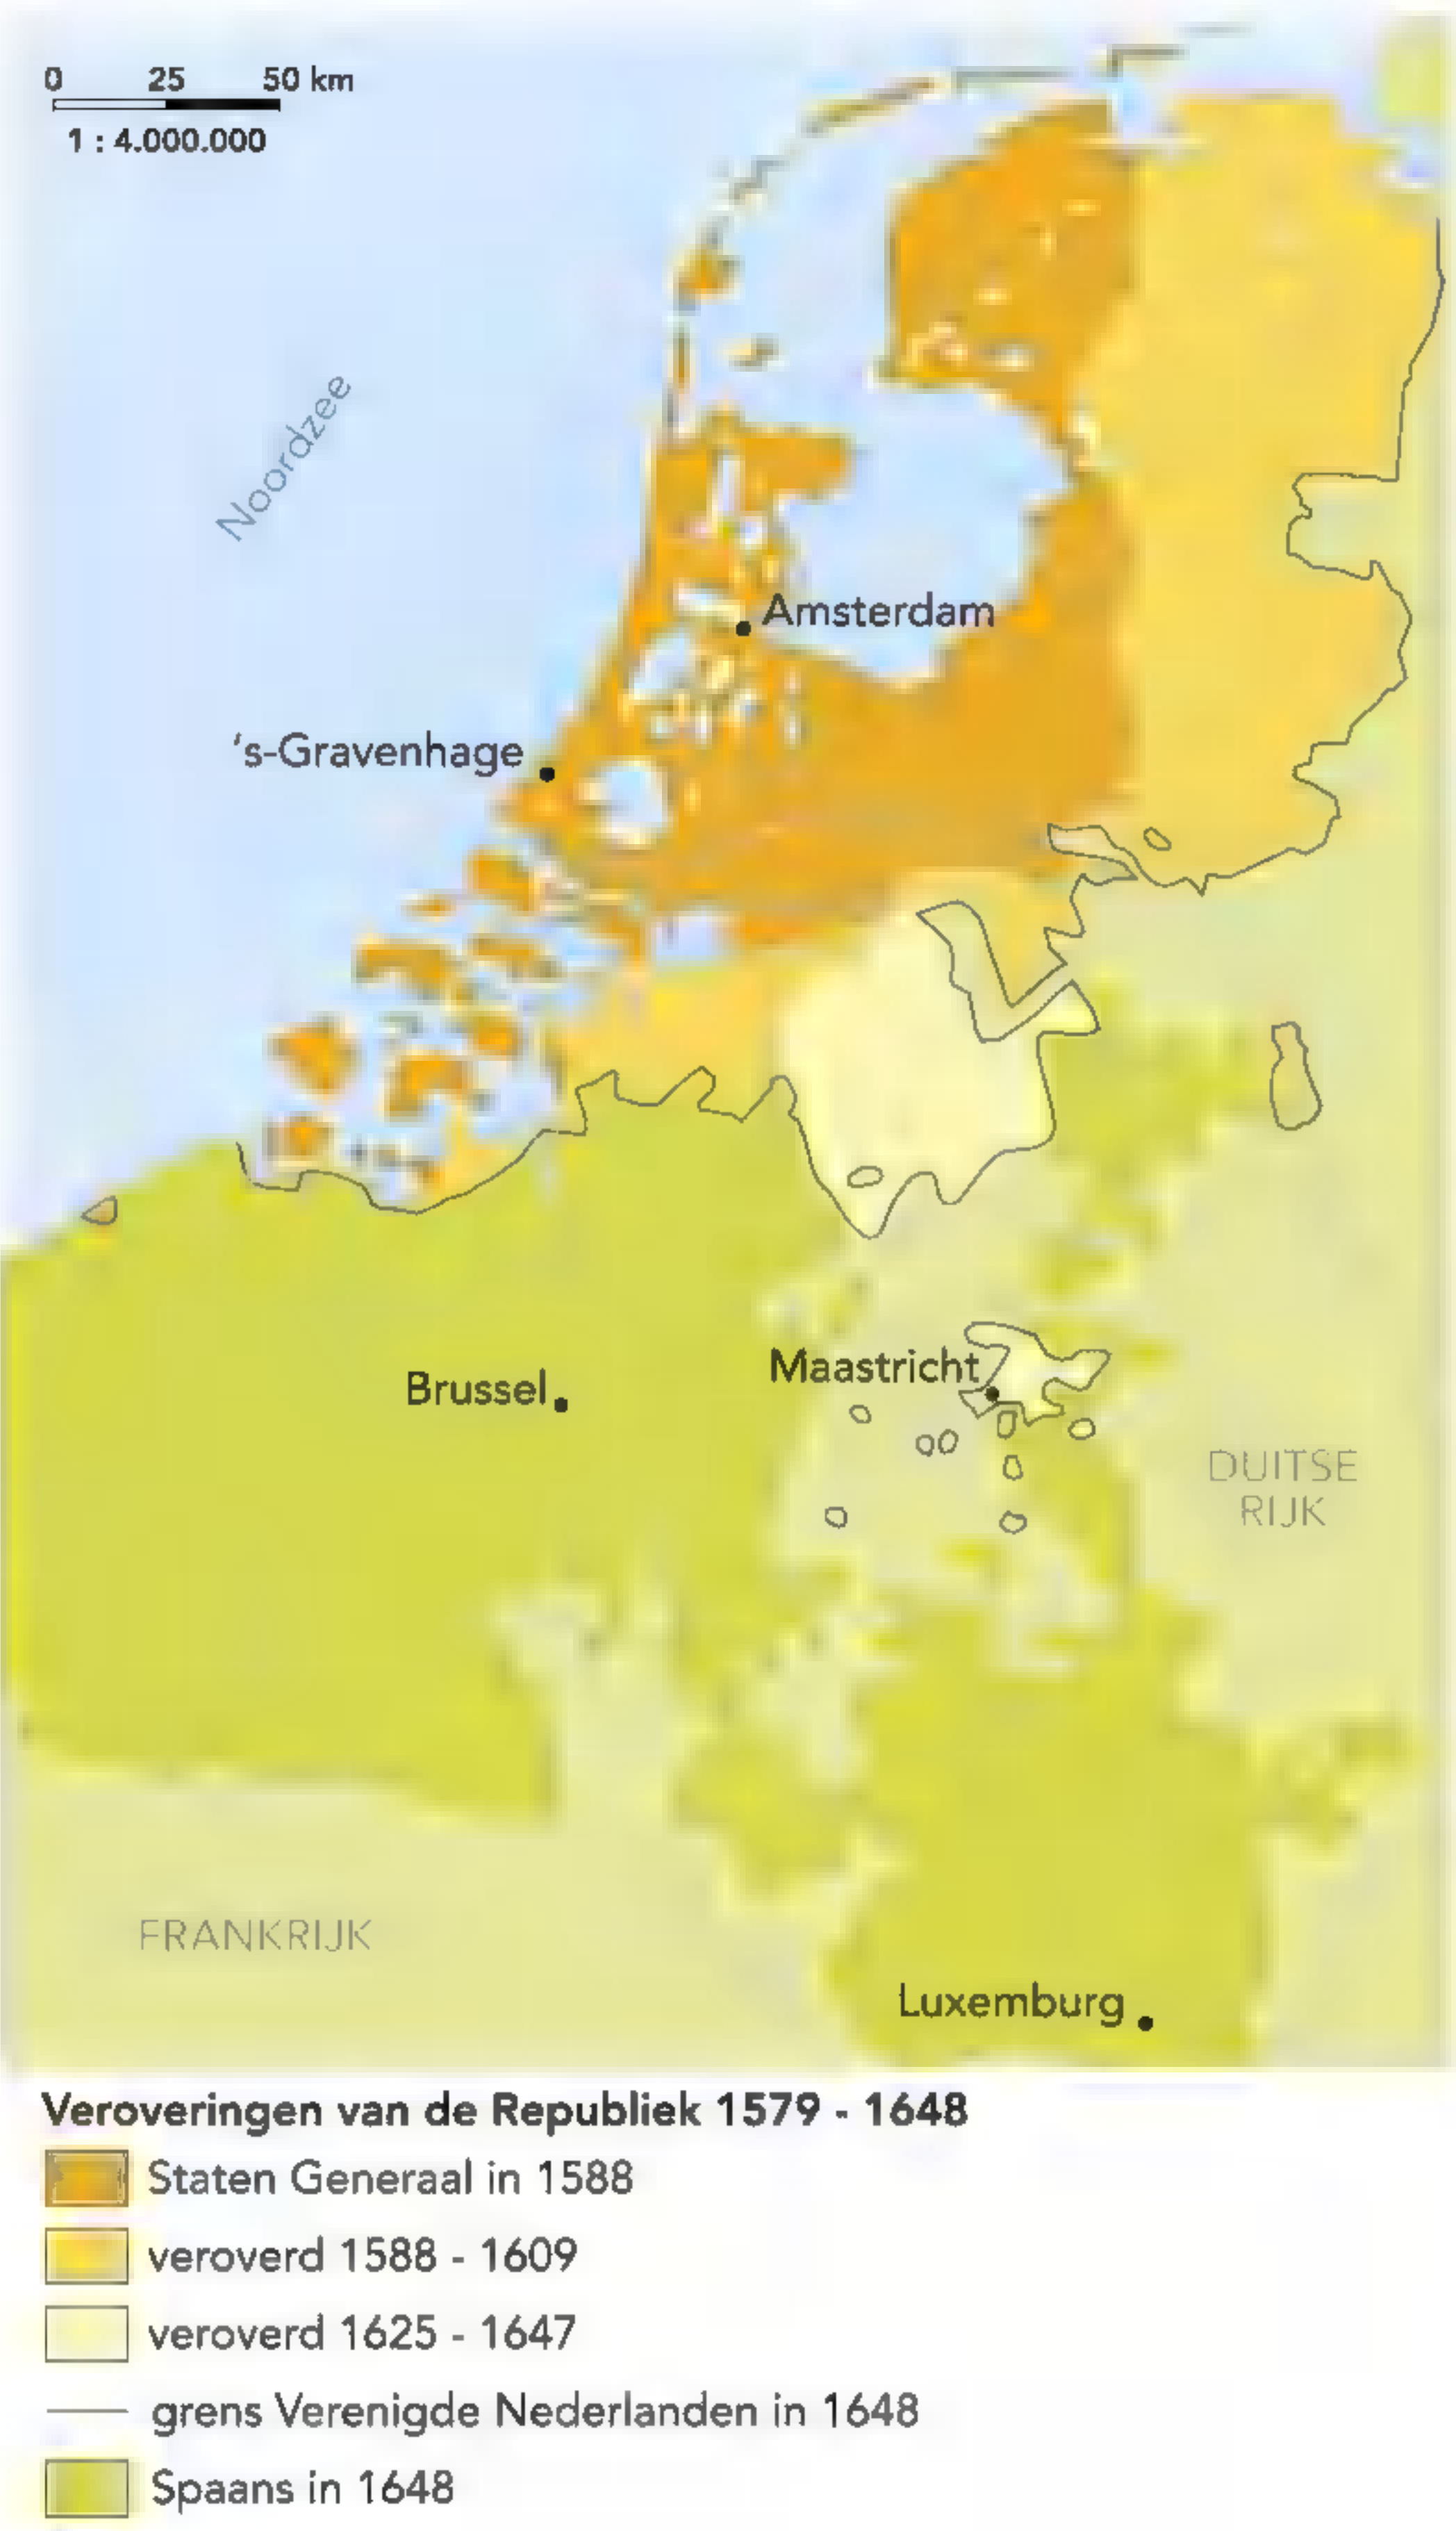 0 25 50 km
1 : 4.000.000
Noordzee
Amsterdam
's-Gravenhage
Maastricht
Brussel
DUITSE
RIJK
FRANKRIJK
Luxemburg
Veroveringen van de Republiek 1579 - 1648
Staten Generaal in 1588
veroverd 1588 - 1609
veroverd 1625 - 1647
grens Verenigde Nederlanden in 1648
Spaans in 1648